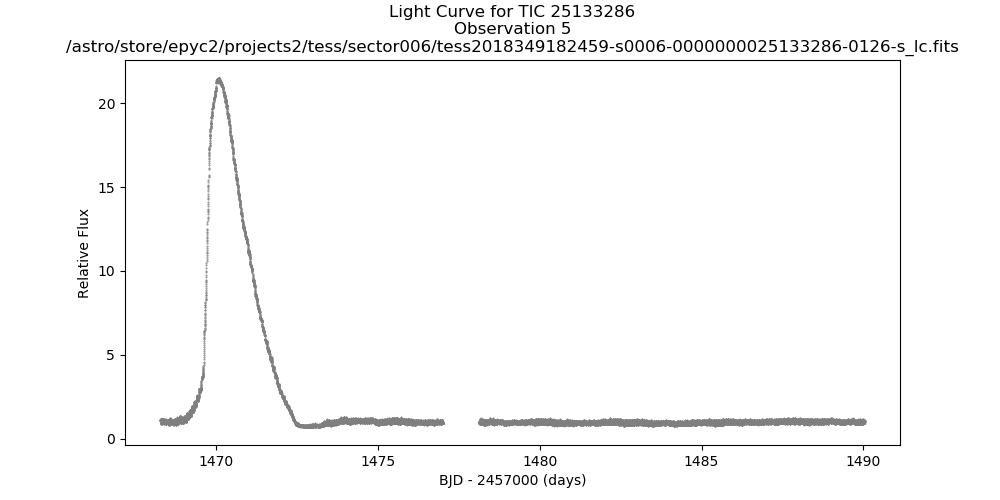 Light Curve for TIC 25133286
Observation 5
/astro/store/epyc2/projects2/tess/sector006/tess2018349182459-s0006-0000000025133286-0126-s_lc.fits
20
15
10
5
0
Relative Flux
1470 1475 1480 1485 1490
BJD - 2457000 (days)